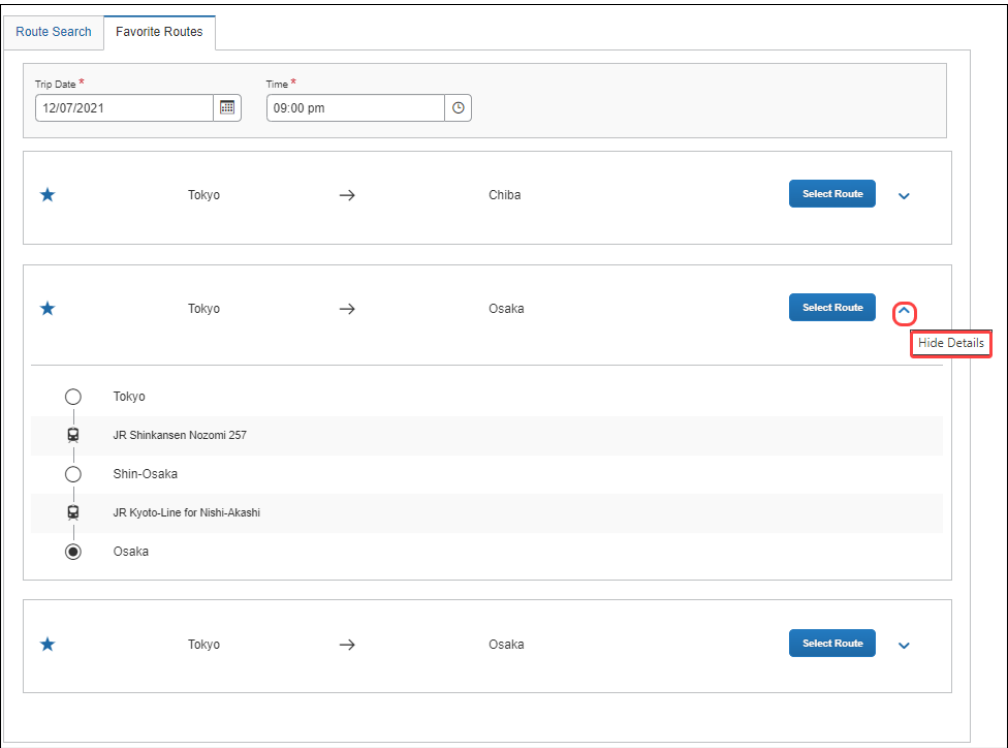 Route Search Favorite Routes
Trip Date * Time *
12/07/2021 09:00 pm
Tokyo → Chiba Select Route
Tokyo → Osaka Select Route
Hide Details
Tokyo
JR Shinkansen Nozomi 257
Shin-Osaka
JR Kyoto-Line for Nishi-Akashi
Osaka
Tokyo → Osaka Select Route